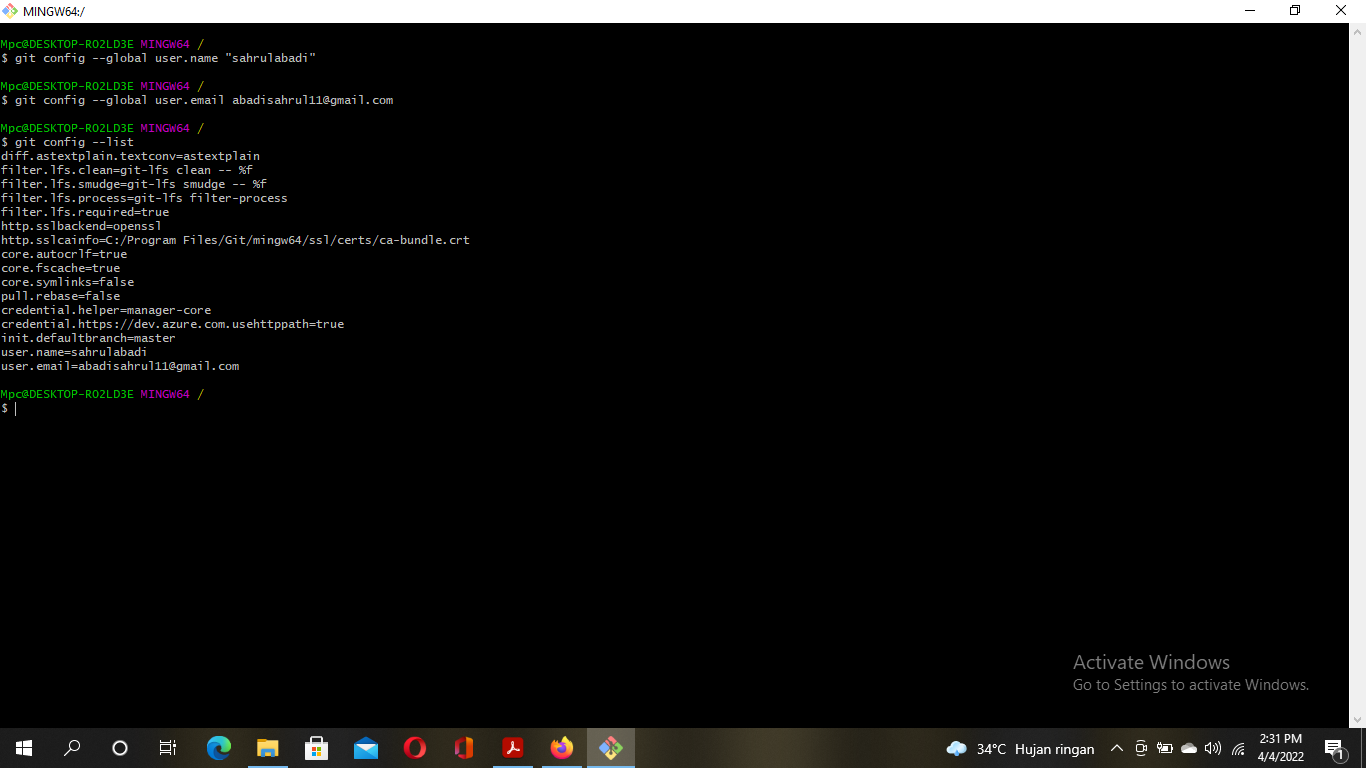 MINGW64:/
Mpc@DESKTOP-RO2LD3E MINGW64 /
$ git config --global user.name "sahrulabadi"
Mpc@DESKTOP-RO2LD3E MINGW64 /
$ git config --global user.email abadisahrul11@gmail.com
Mpc@DESKTOP-RO2LD3E MINGW64 /
$ git config --list
diff.astextplain.textconv=astextplain
filter.lfs.clean=git-lfs clean -- %f
filter.lfs.smudge=git-lfs smudge -- %f
filter.lfs.process=git-lfs filter-process
filter.lfs.required=true
http.sslbackend=openssl
http.sslcainfo=C:/Program Files/Git/mingw64/ssl/certs/ca-bundle.crt
core.autocrlf=true
core.fscache=true
core.symlinks=false
pull.rebase=false
credential.helper=manager-core
credential.https://dev.azure.com.usehttppath=true
init.defaultbranch=master
user.name=sahrulabadi
user.email=abadisahrul11@gmail.com
Mpc@DESKTOP-RO2LD3E MINGW64 /
$
Activate Windows
Go to Settings to activate Windows.
34°C Hujan ringan
2:31 PM
4/4/2022
1